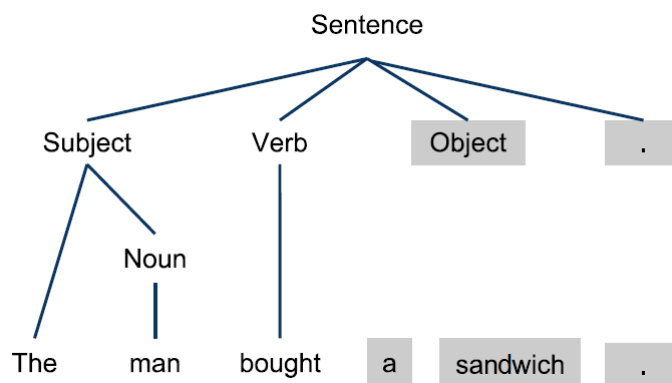 Sentence
Subject Verb Object .
Noun
The man bought a sandwich .